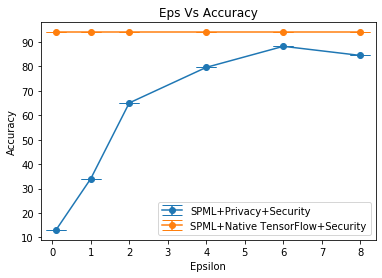 Eps Vs Accuracy
90
80
70
60
50
40
30
20
10
Accuracy
SPML+Privacy+Security
SPML+Native TensorFlow+Security
0 1 2 3 4 5 6 7 8
Epsilon